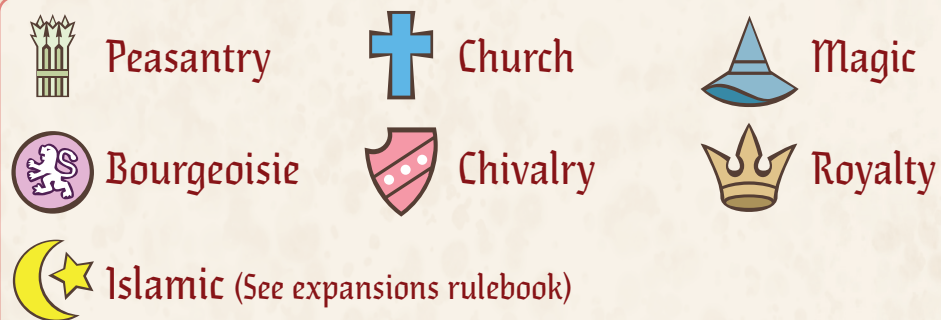 Peasantry Church Magic
Bourgeoisie Chivalry Royalty
Islamic (See expansions rulebook)